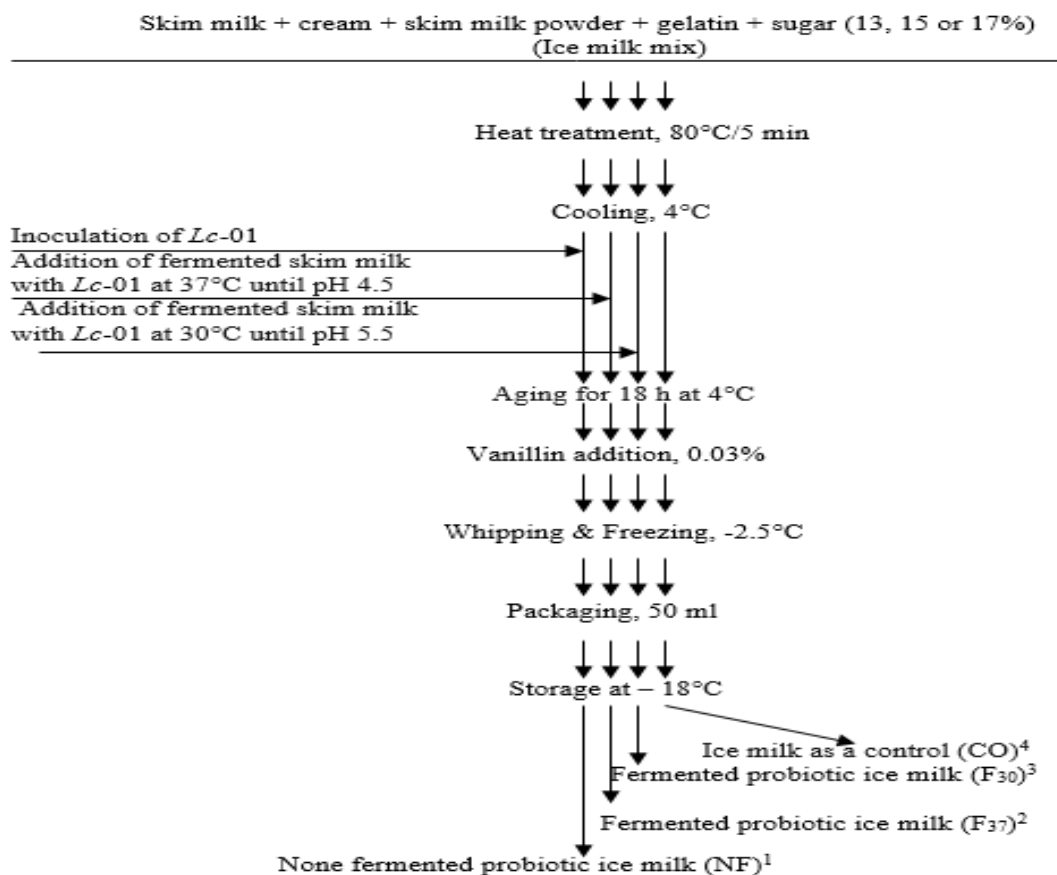 Skim milk + cream + skim milk powder + gelatin + sugar (13, 15 or 17%)
(Ice milk mix)
Heat treatment, 80°C/5 min
Cooling, 4°C
Inoculation of Lc-01
Addition of fermented skim milk
with Lc-01 at 37°C until pH 4.5
Addition of fermented skim milk
with Lc-01 at 30°C until pH 5.5
Aging for 18 h at 4°C
Vanillin addition, 0.03%
Whipping & Freezing, -2.5°C
Packaging, 50 ml
Storage at – 18°C
Ice milk as a control (CO)⁴
Fermented probiotic ice milk (F₃₀)³
Fermented probiotic ice milk (F₃₇)²
None fermented probiotic ice milk (NF)¹